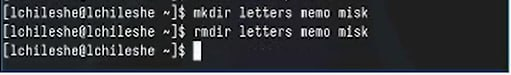 [lchileshe@lchileshe ~]$ mkdir letters memo misk
[lchileshe@lchileshe ~]$ rmdir letters memo misk
[lchileshe@lchileshe ~]$